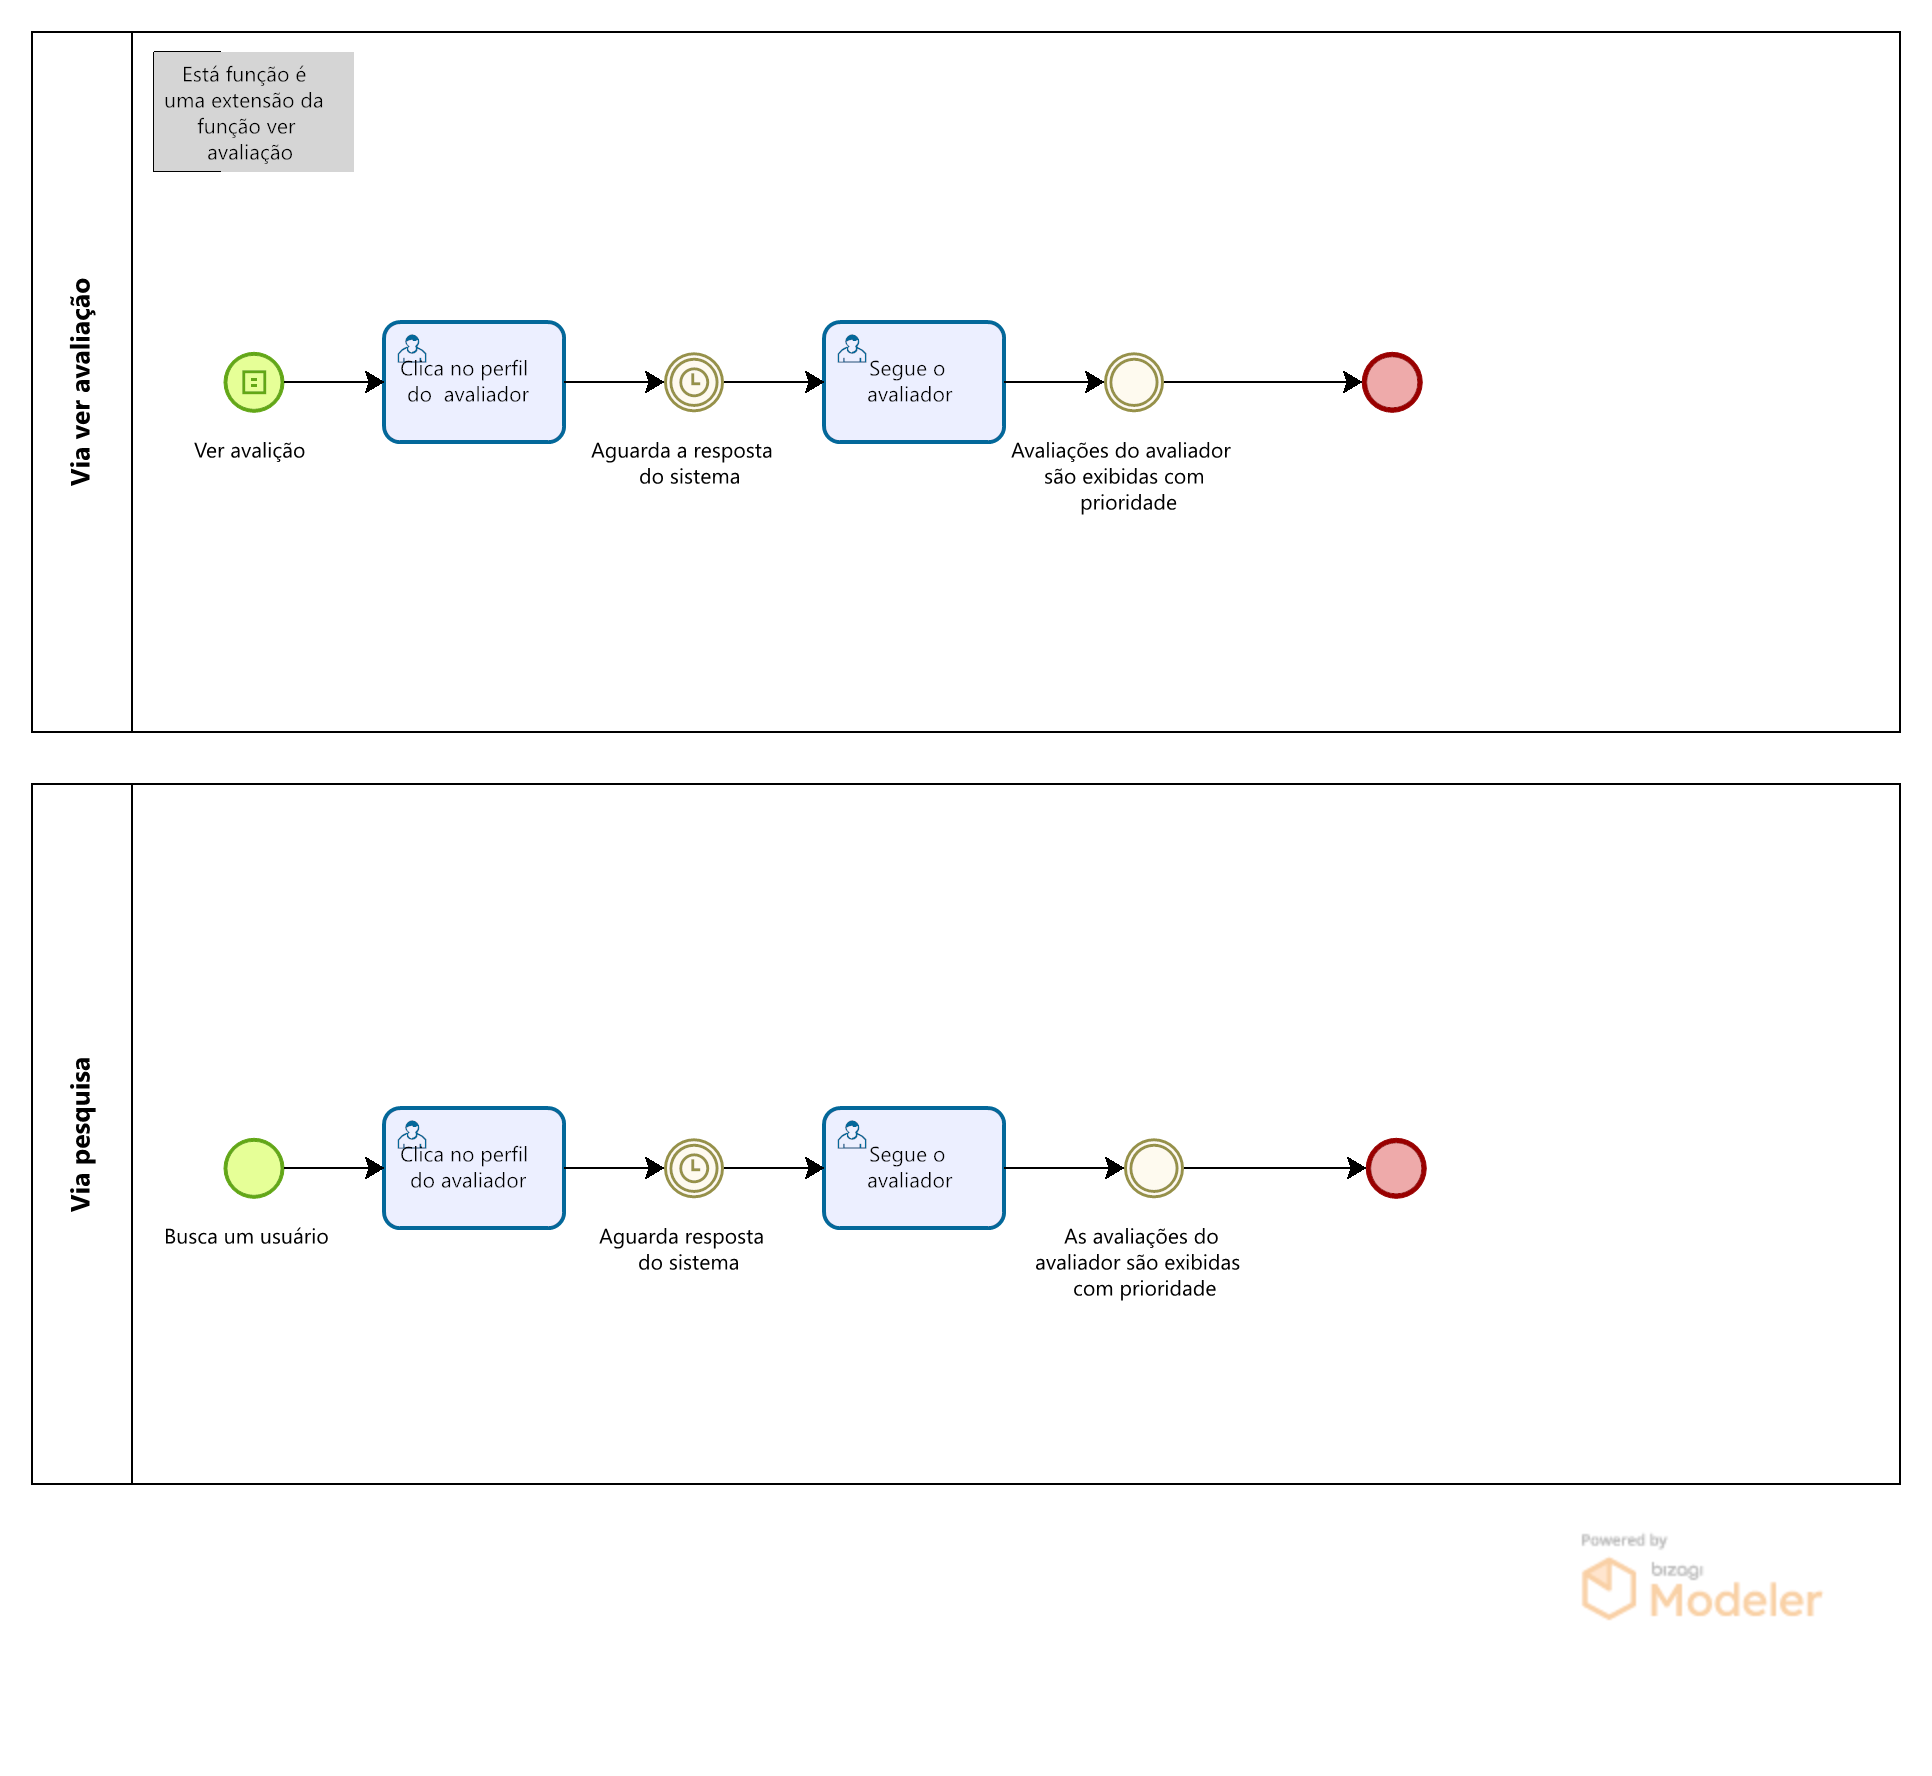 Está função é
uma extensão da
função ver
avaliação
Via ver avaliação
Clica no perfil
do avaliador
Segue o
avaliador
Ver avalição
Aguarda a resposta
do sistema
Avaliações do avaliador
são exibidas com
prioridade
Via pesquisa
Clica no perfil
do avaliador
Segue o
avaliador
Busca um usuário
Aguarda resposta
do sistema
As avaliações do
avaliador são exibidas
com prioridade
Powered by
bizagi
Modeler